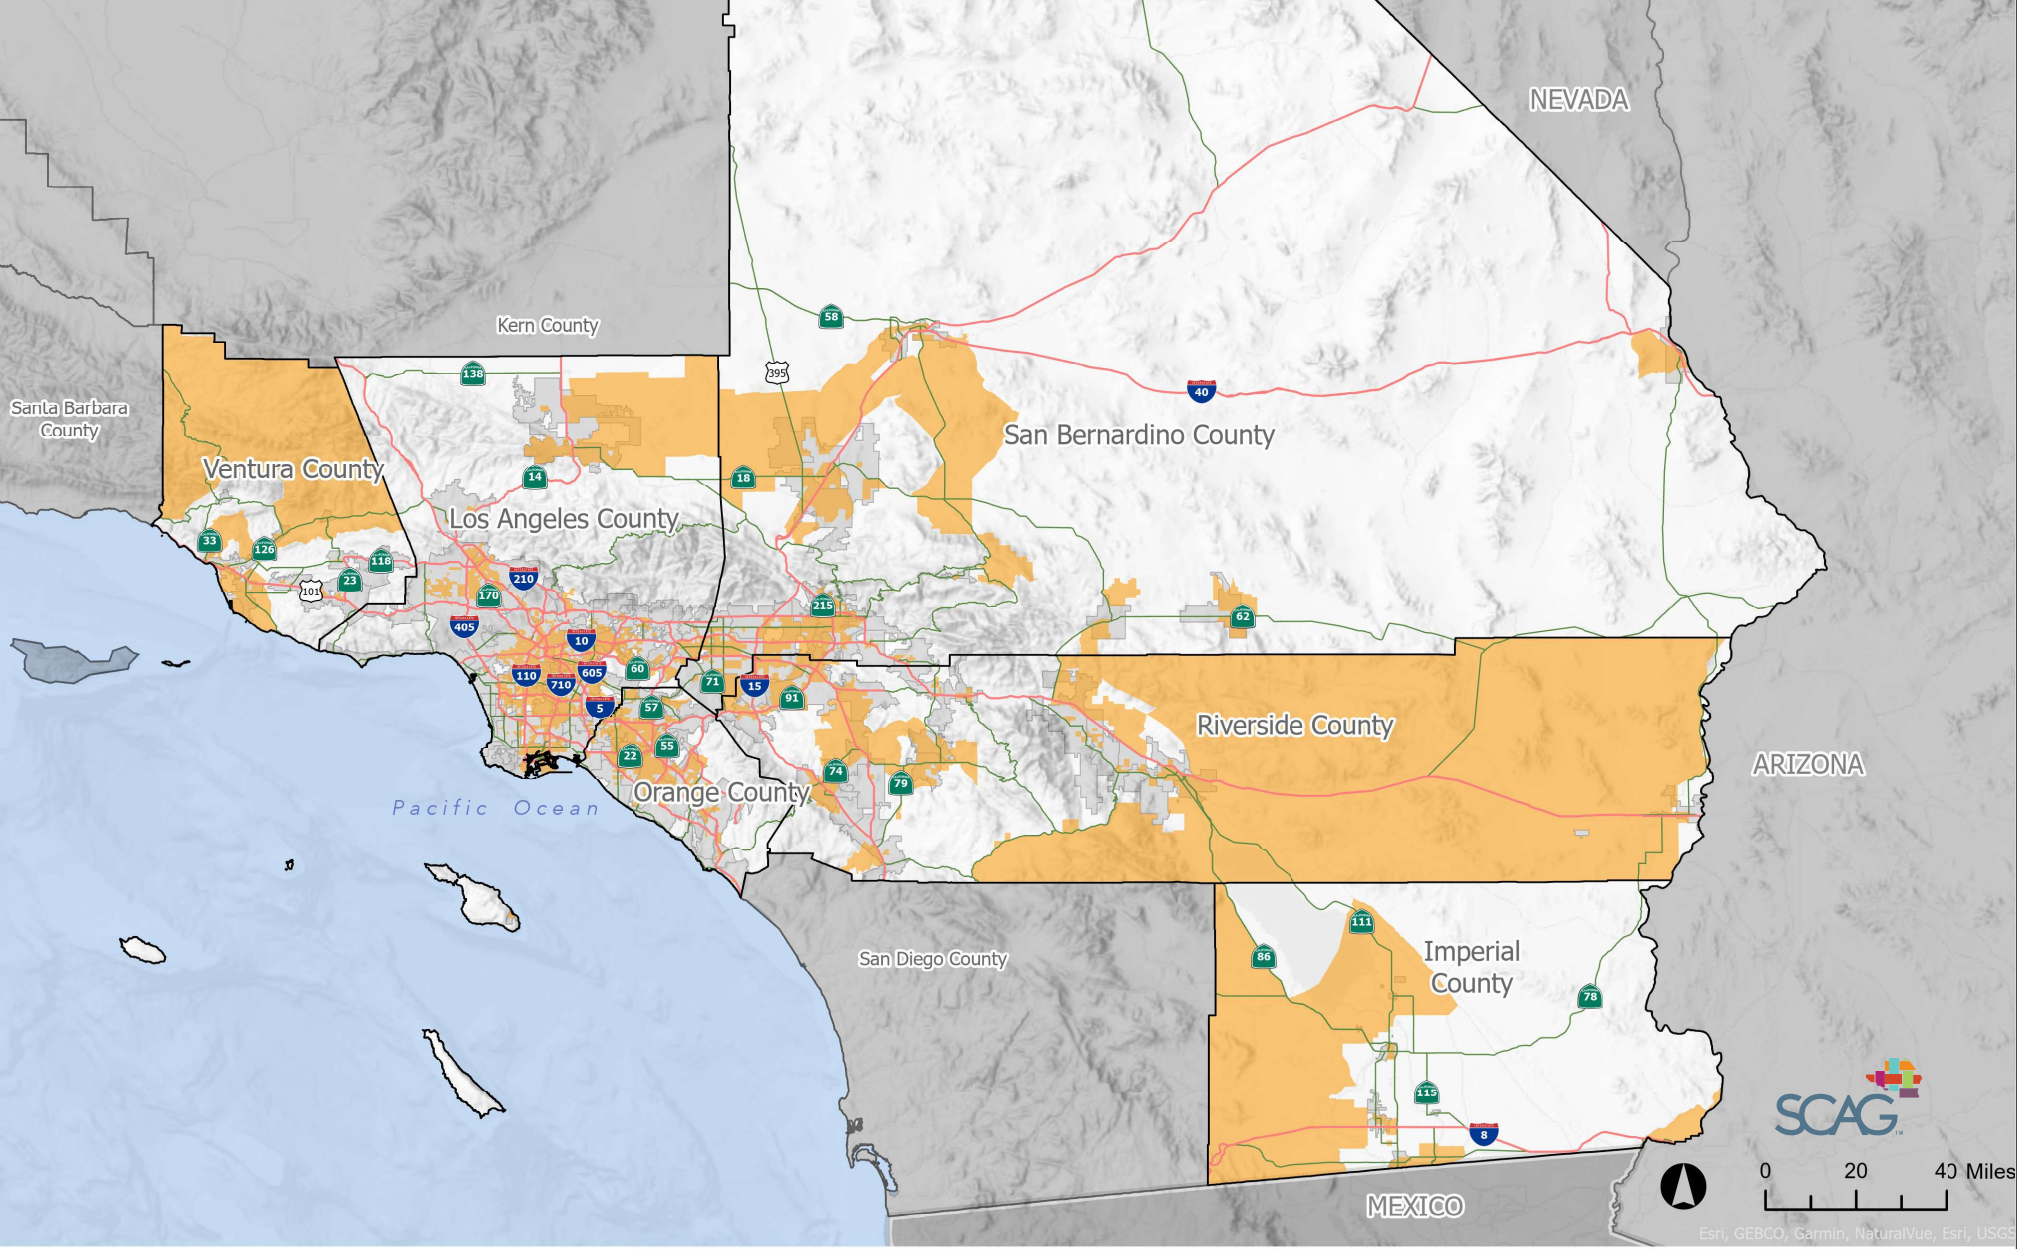 NEVADA
58
Kern County
138
395
40
Santa Barbara
County
San Bernardino County
Ventura County
14
18
Los Angeles County
33
126
118
23
101
210
170
215
405
10
62
110
710
605
60
71
15
91
5
57
55
22
Riverside County
74
79
ARIZONA
Orange County
Pacific Ocean
111
86
San Diego County
Imperial
County
78
115
8
SCAG
0 20 40 Miles
MEXICO
Esri, GEBCO, Garmin, NaturalVue, Esri, USGS